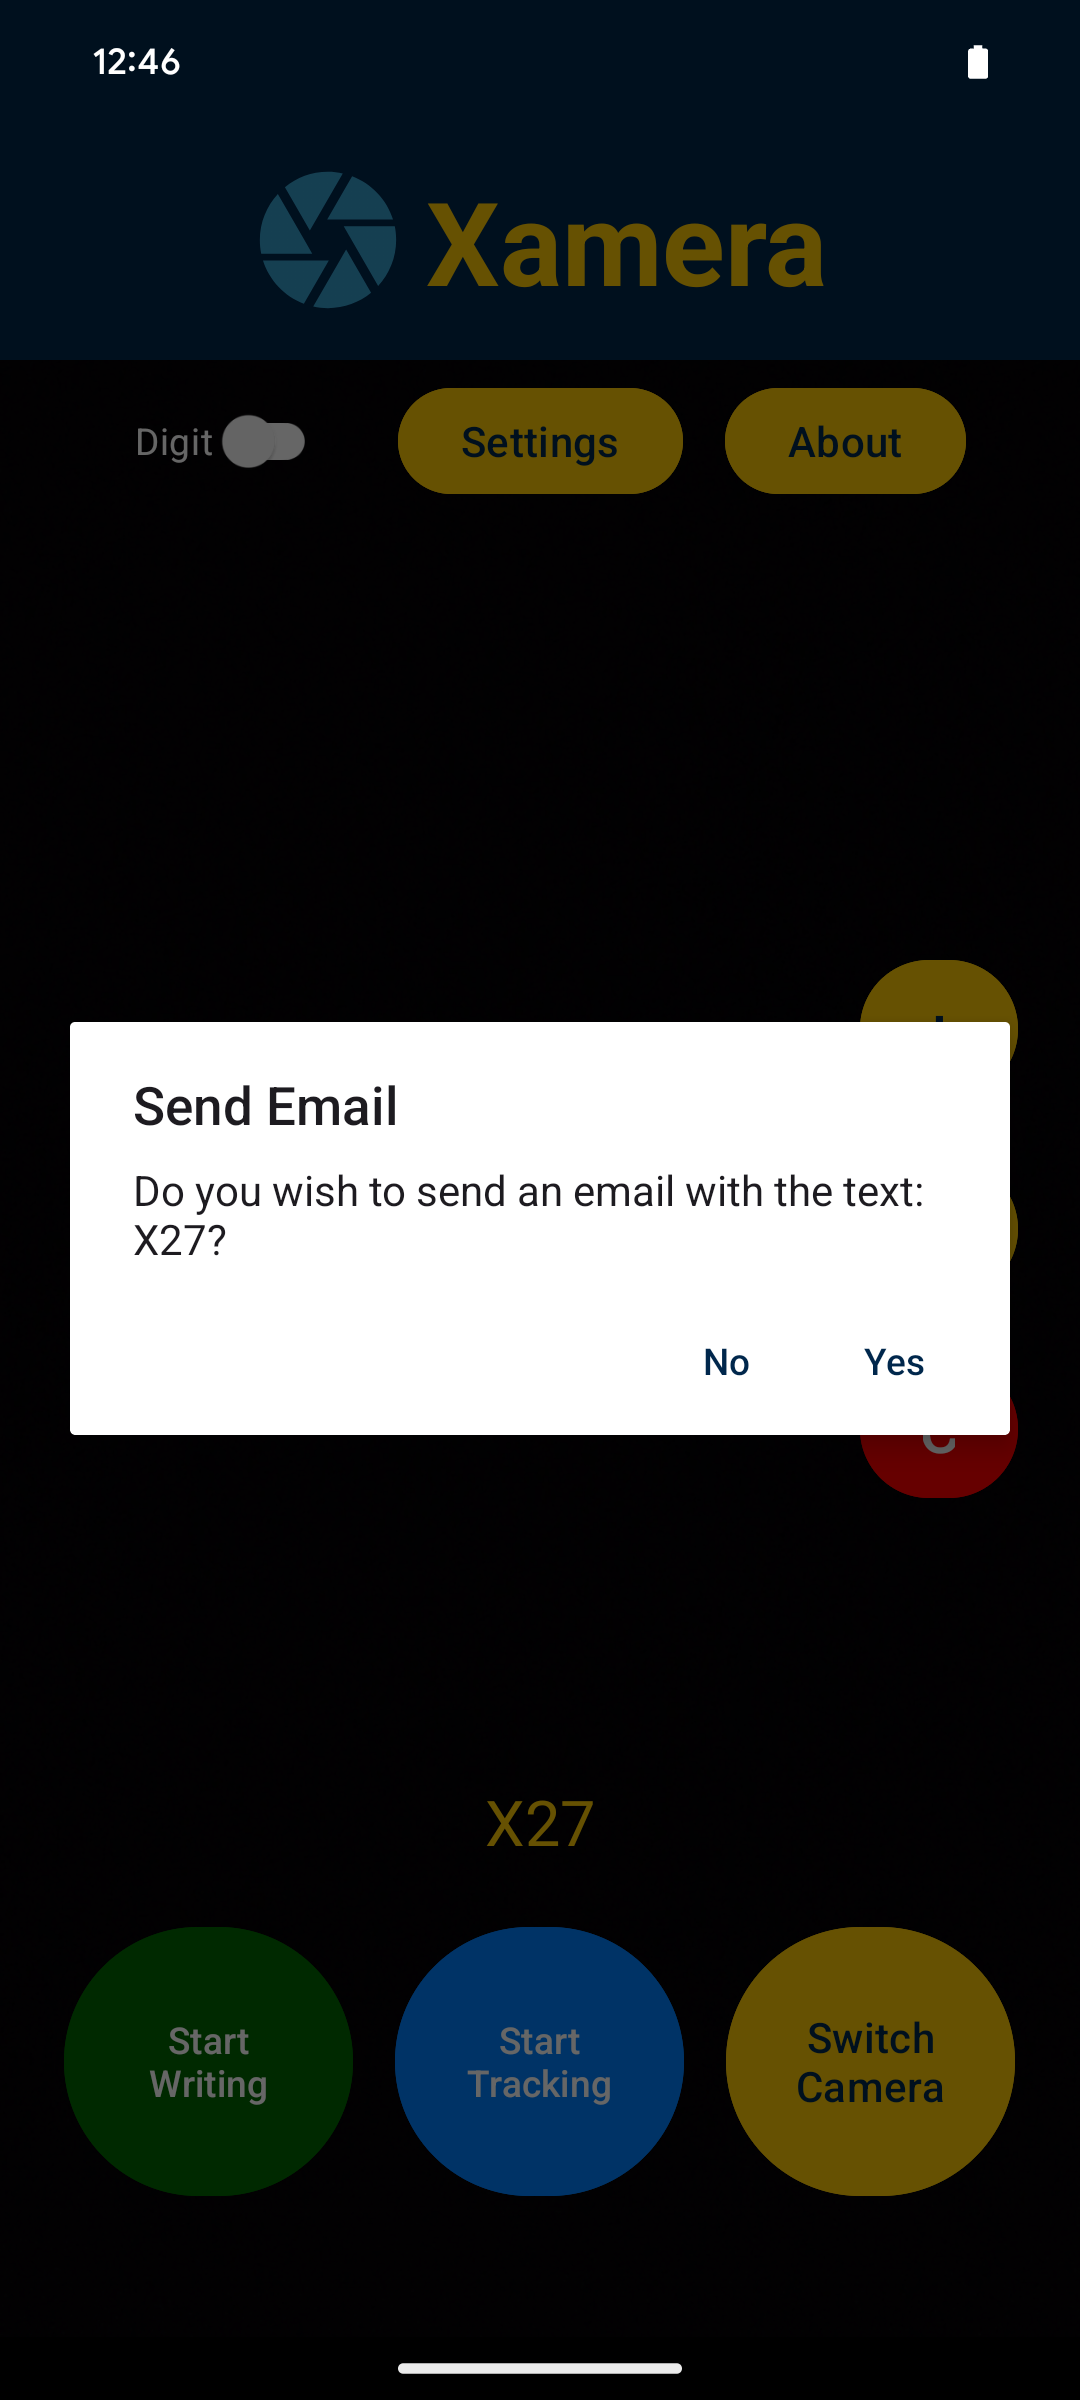 12:46
Xamera
Digit
Settings
About
Send Email
Do you wish to send an email with the text:
X27?
No
Yes
C
X27
Start
Writing
Start
Tracking
Switch
Camera